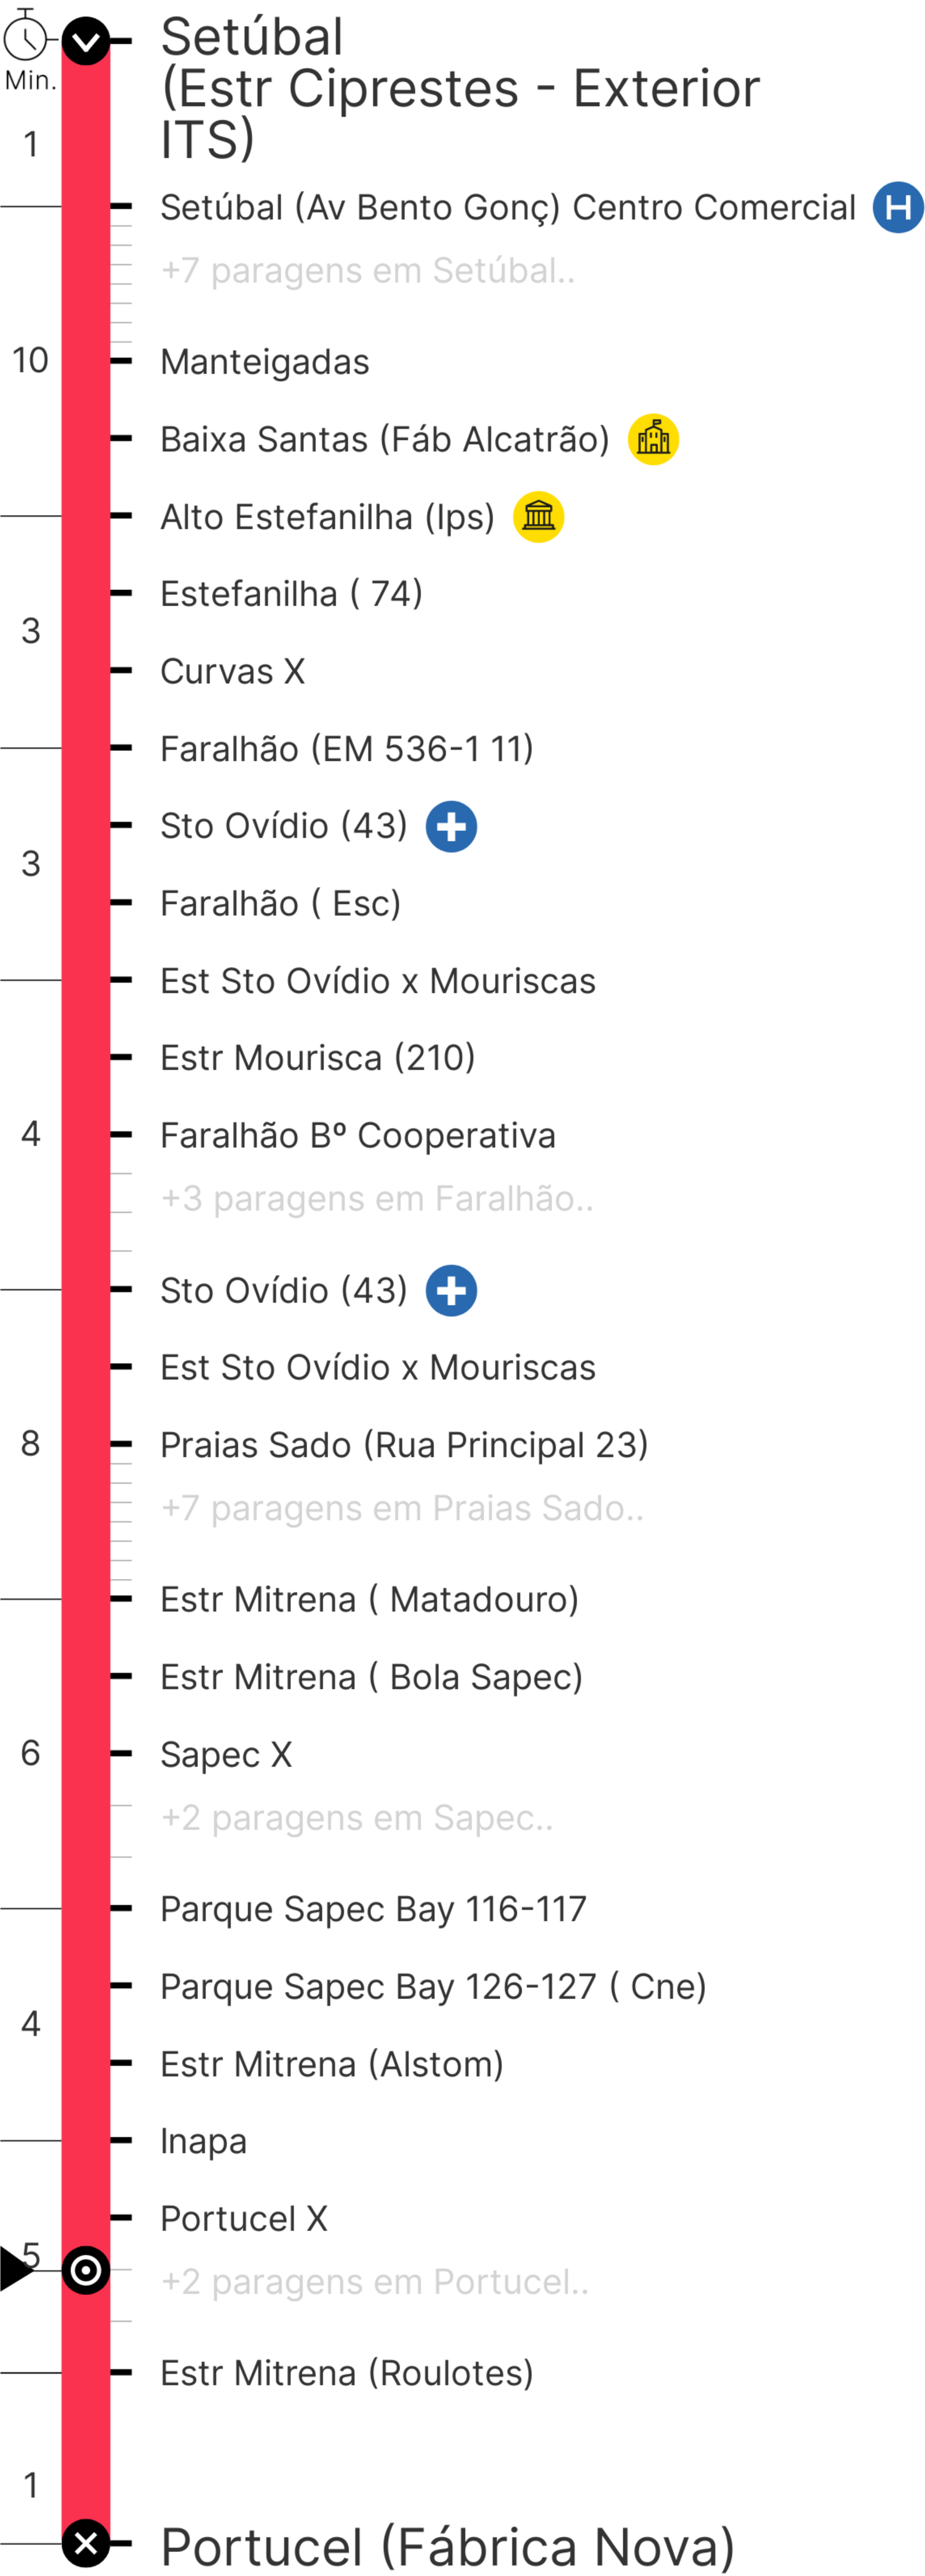 Setúbal
(Estr Ciprestes - Exterior
ITS)
Min.
1
Setúbal (Av Bento Gonç) Centro Comercial H
+7 paragens em Setúbal..
10 Manteigadas
Baixa Santas (Fáb Alcatrão)
Alto Estefanilha (Ips)
Estefanilha ( 74)
3
Curvas X
Faralhão (EM 536-1 11)
Sto Ovídio (43)
3
Faralhão ( Esc)
Est Sto Ovídio x Mouriscas
Estr Mourisca (210)
4 Faralhão Bº Cooperativa
+3 paragens em Faralhão..
Sto Ovídio (43)
Est Sto Ovídio x Mouriscas
8 Praias Sado (Rua Principal 23)
+7 paragens em Praias Sado..
Estr Mitrena ( Matadouro)
Estr Mitrena ( Bola Sapec)
6 Sapec X
+2 paragens em Sapec..
Parque Sapec Bay 116-117
Parque Sapec Bay 126-127 ( Cne)
4
Estr Mitrena (Alstom)
Inapa
Portucel X
5
+2 paragens em Portucel..
Estr Mitrena (Roulotes)
1
Portucel (Fábrica Nova)